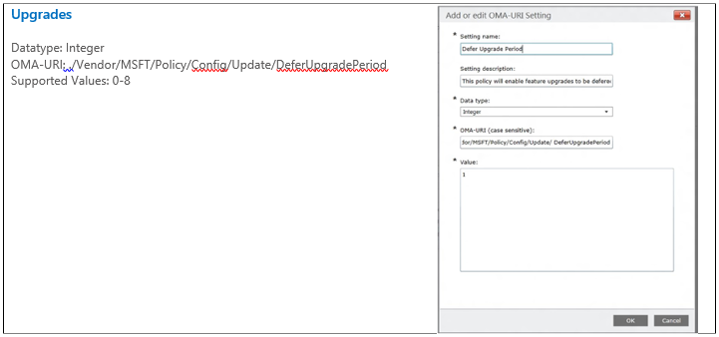 Upgrades
Datatype: Integer
OMA-URI: ./Vendor/MSFT/Policy/Config/Update/DeferUpgradePeriod
Supported Values: 0-8
Add or edit OMA-URI Setting
* Setting name:
Defer Upgrade Period
Setting description:
This policy will enable feature upgrades to be defere
* Data type:
Integer
* OMA-URI (case sensitive):
lor/MSFT/Policy/Config/Update/ DeferUpgradePeriod
* Value:
1
OK Cancel